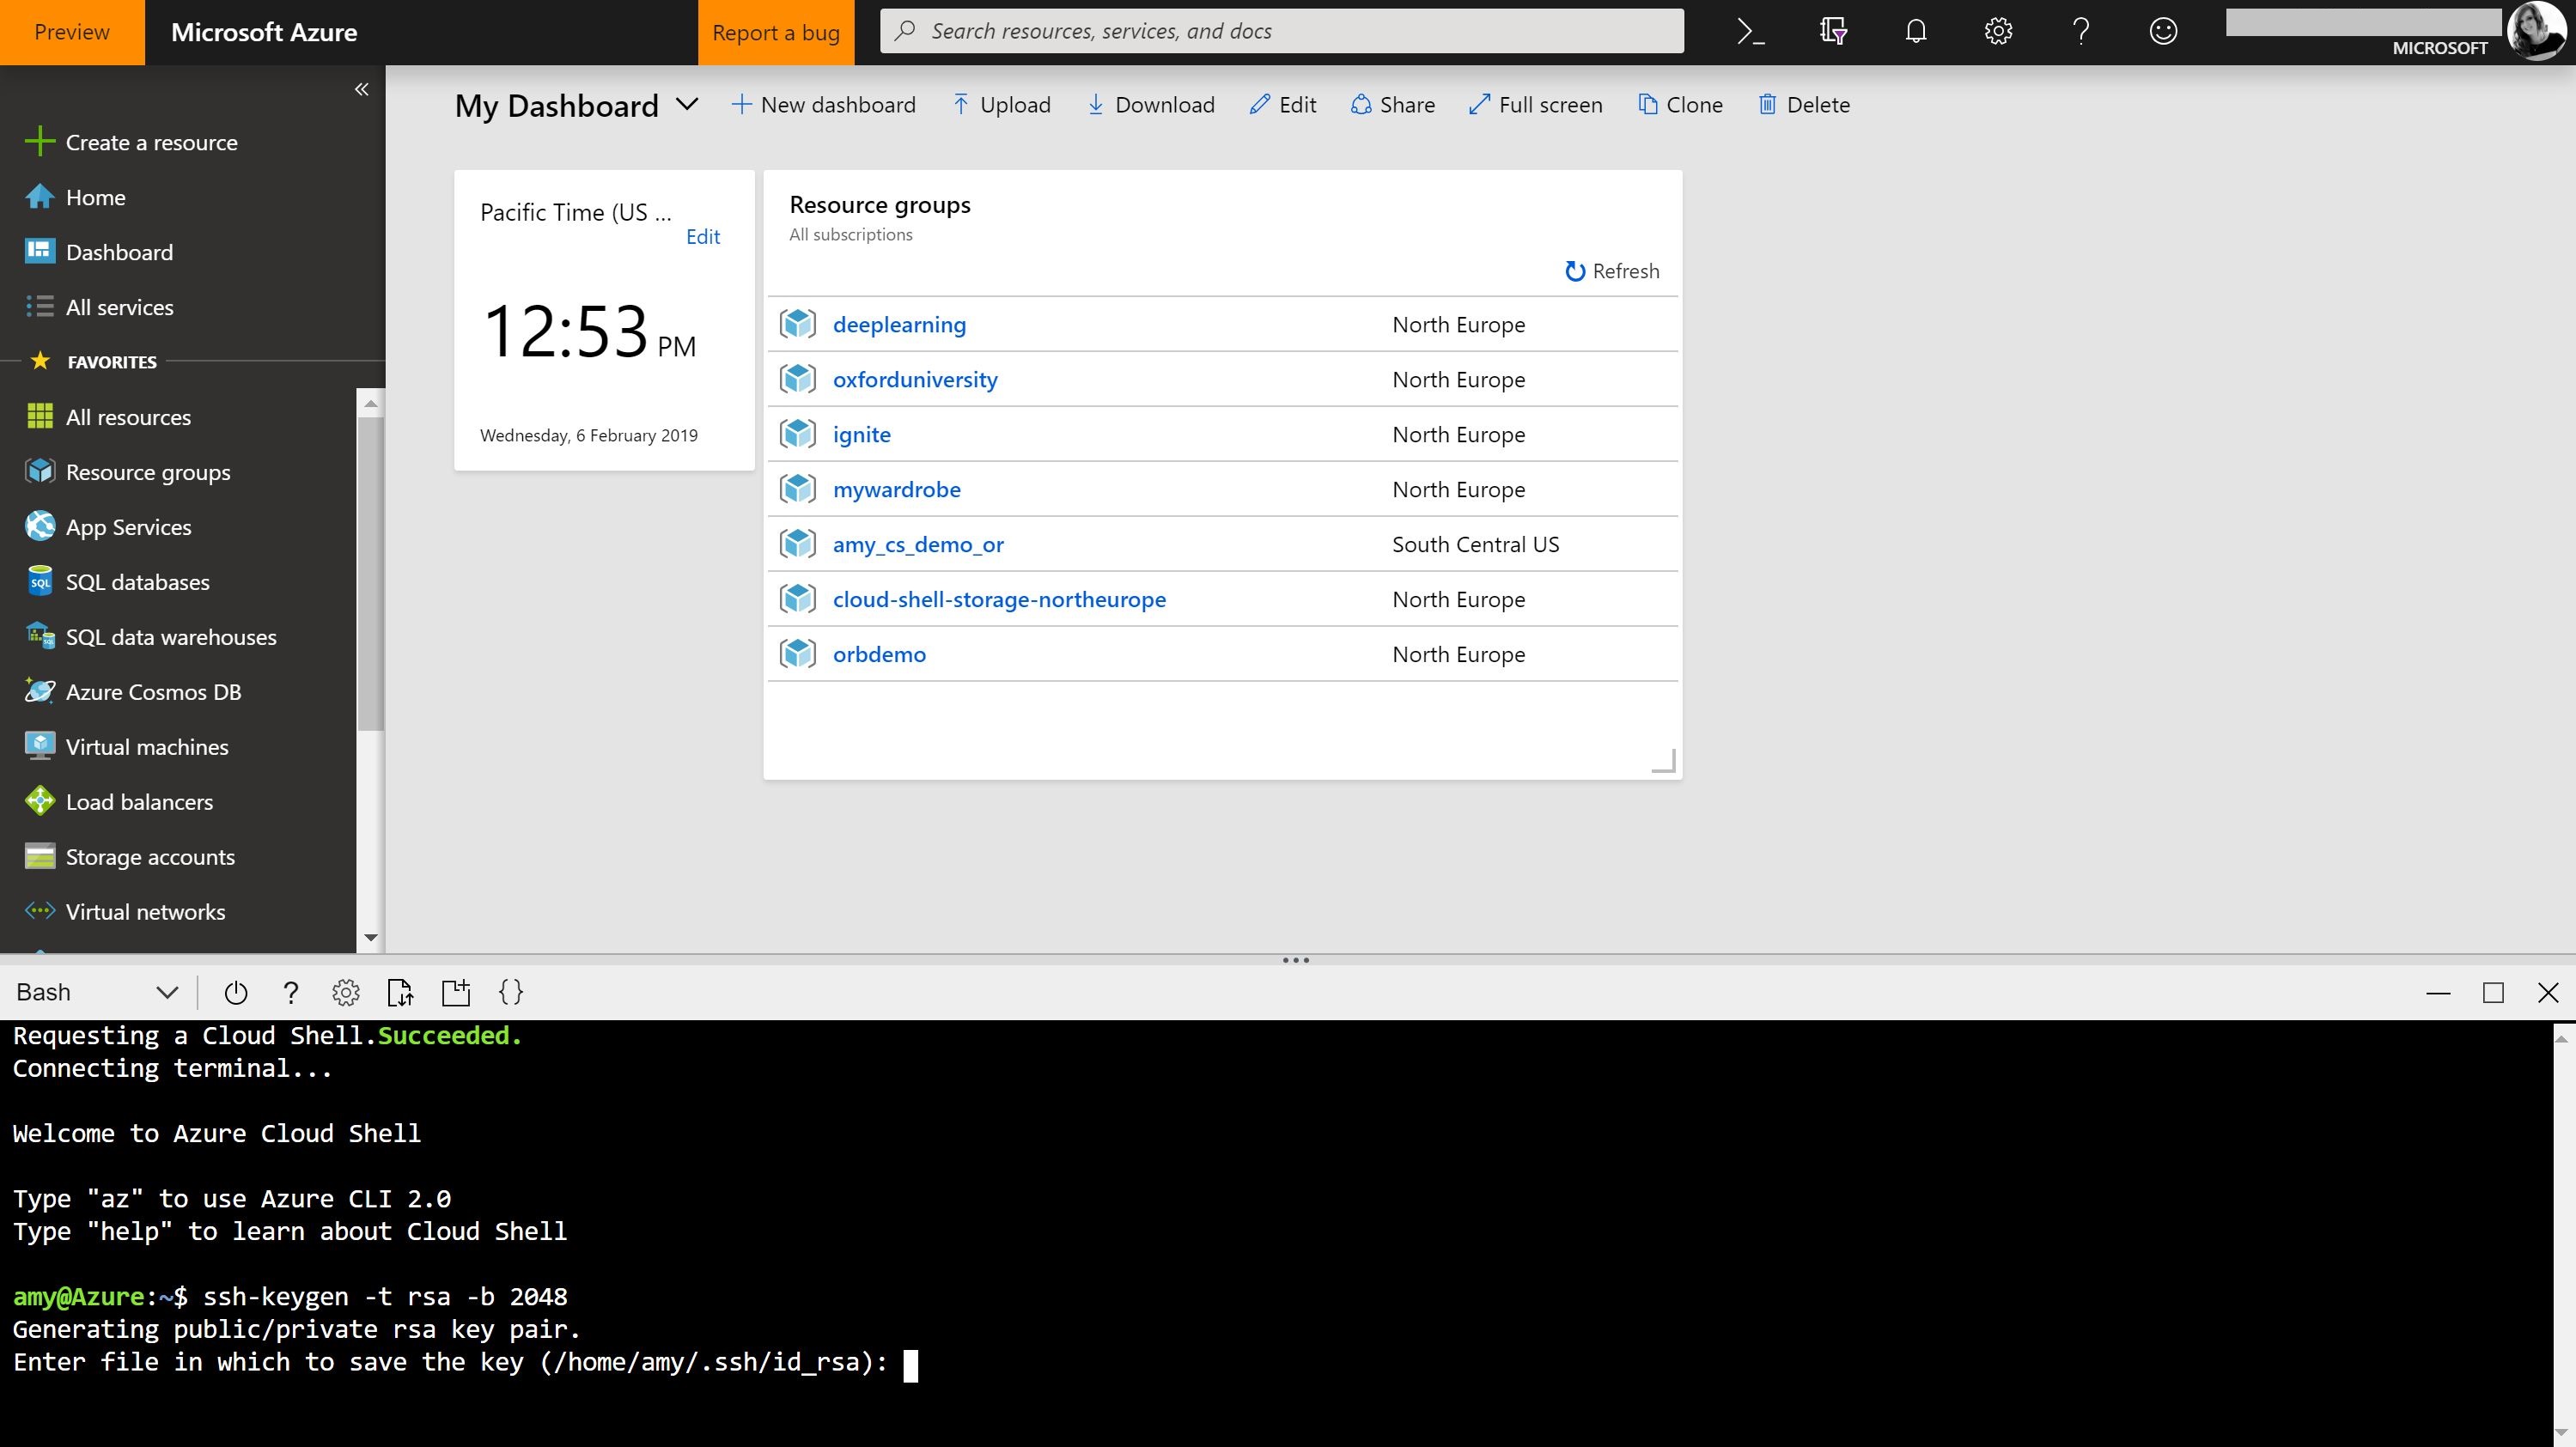 Preview
Microsoft Azure
Report a bug
Search resources, services, and docs
MICROSOFT
Create a resource
Home
Dashboard
All services
FAVORITES
All resources
Resource groups
App Services
SQL databases
SQL data warehouses
Azure Cosmos DB
Virtual machines
Load balancers
Storage accounts
Virtual networks
My Dashboard
New dashboard
Upload
Download
Edit
Share
Full screen
Clone
Delete
Pacific Time (US ...
Edit
12:53 PM
Wednesday, 6 February 2019
Resource groups
All subscriptions
Refresh
deeplearning North Europe
oxforduniversity North Europe
ignite North Europe
mywardrobe North Europe
amy_cs_demo_or South Central US
cloud-shell-storage-northeurope North Europe
orbdemo North Europe
Bash
Requesting a Cloud Shell.Succeeded.
Connecting terminal...
Welcome to Azure Cloud Shell
Type "az" to use Azure CLI 2.0
Type "help" to learn about Cloud Shell
amy@Azure:~$ ssh-keygen -t rsa -b 2048
Generating public/private rsa key pair.
Enter file in which to save the key (/home/amy/.ssh/id_rsa):